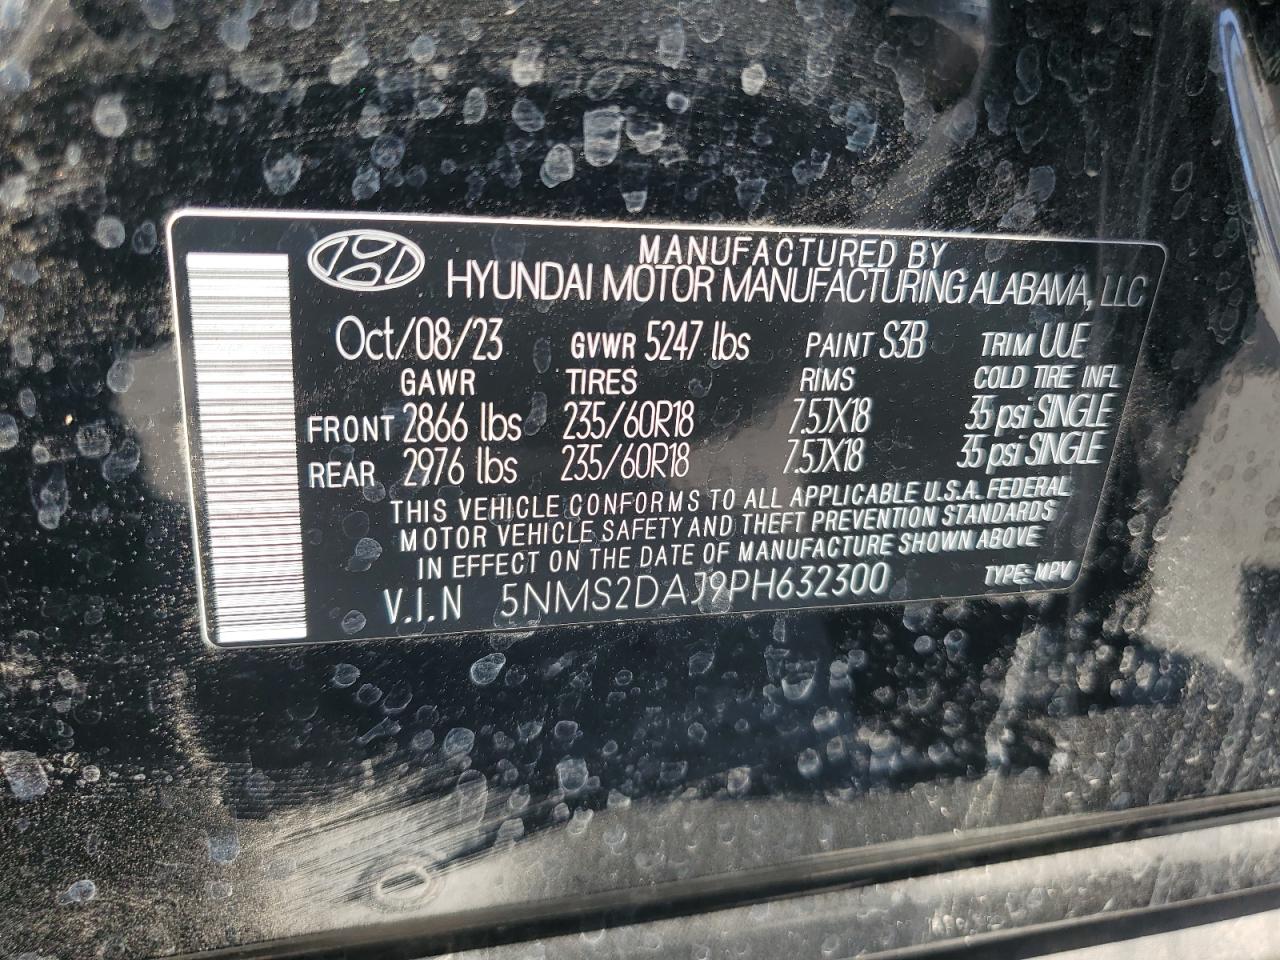 MANUFACTURED BY
HYUNDAI MOTOR MANUFACTURING ALABAMA, LLC
Oct/08/23 GVWR 5247 lbs PAINT S3B TRIM UUE
GAWR TIRES RIMS COLD TIRE INFL
FRONT 2866 lbs 235/60R18 7.5JX18 35 psi SINGLE
REAR 2976 lbs 235/60R18 7.5JX18 35 psi SINGLE
THIS VEHICLE CONFORMS TO ALL APPLICABLE U.S.A. FEDERAL
MOTOR VEHICLE SAFETY AND THEFT PREVENTION STANDARDS
IN EFFECT ON THE DATE OF MANUFACTURE SHOWN ABOVE
V.I.N 5NMS2DAJ9PH632300 TYPE: MPV